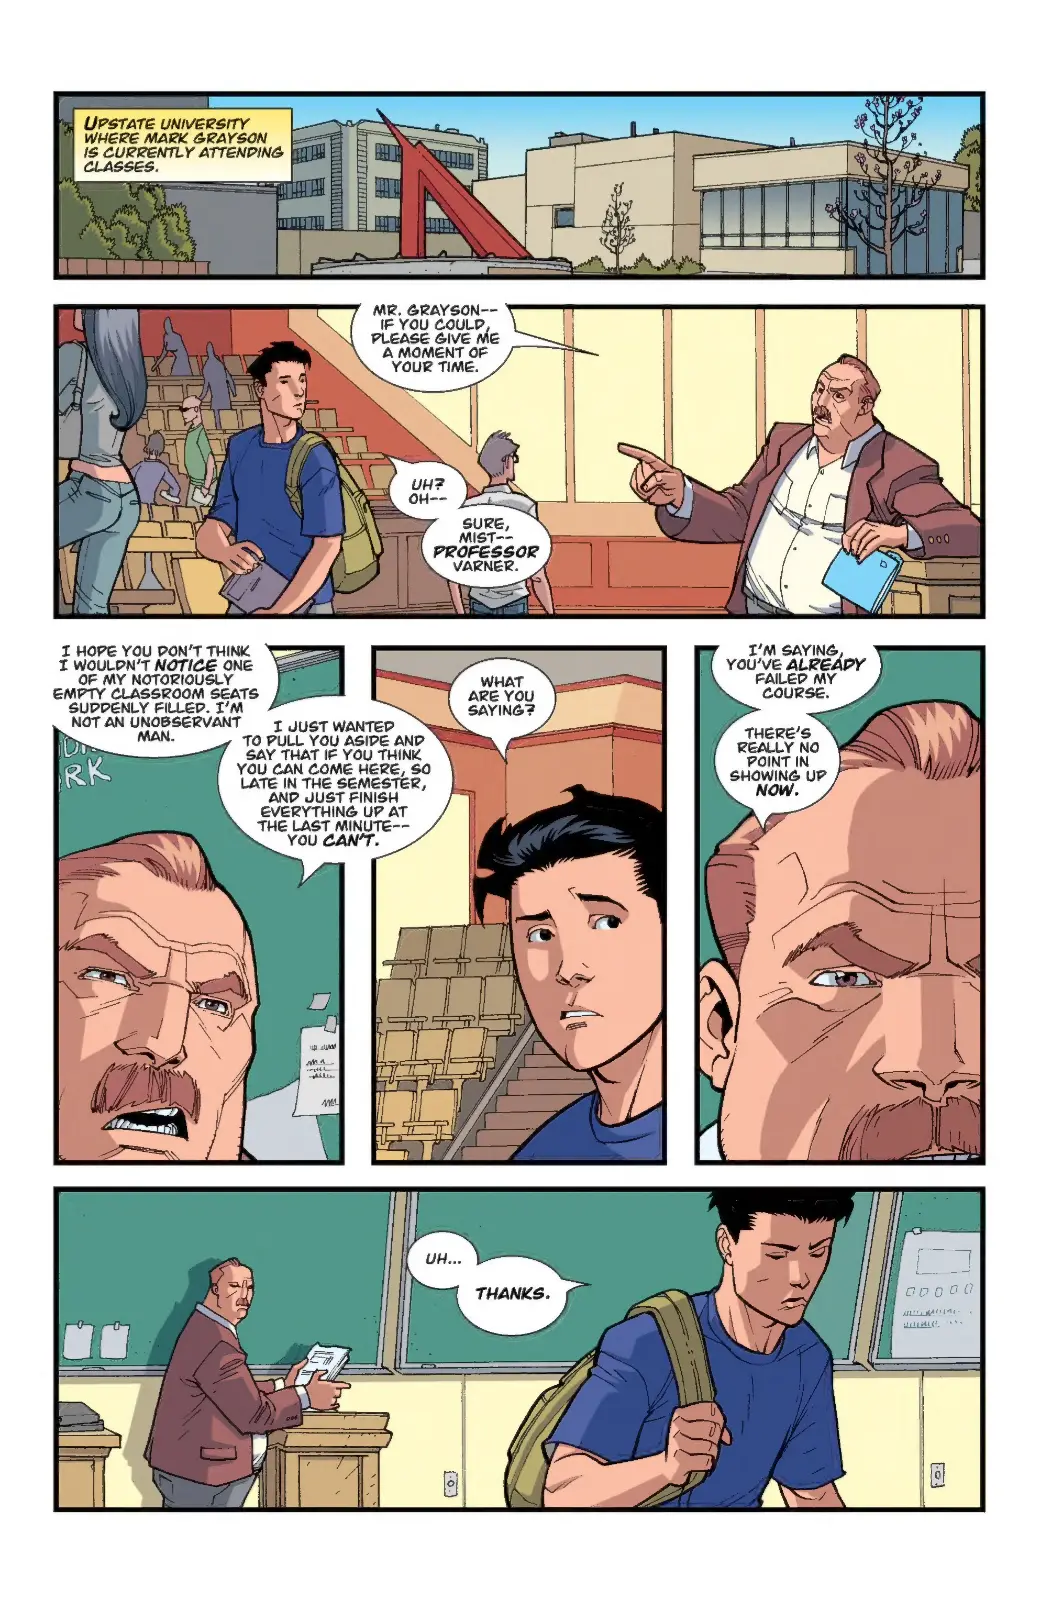 UPSTATE UNIVERSITY
WHERE MARK GRAYSON
IS CURRENTLY ATTENDING
CLASSES.
MR. GRAYSON--
IF YOU COULD,
PLEASE GIVE ME
A MOMENT OF
YOUR TIME.
UH?
OH--
SURE,
MIST--
PROFESSOR
VARNER.
I HOPE YOU DON'T THINK
I WOULDN'T NOTICE ONE
OF MY NOTORIOUSLY
EMPTY CLASSROOM SEATS
SUDDENLY FILLED. I'M
NOT AN UNOBSERVANT
MAN.
I JUST WANTED
TO PULL YOU ASIDE AND
SAY THAT IF YOU THINK
YOU CAN COME HERE, SO
LATE IN THE SEMESTER,
AND JUST FINISH
EVERYTHING UP AT
THE LAST MINUTE--
YOU CAN'T.
WHAT
ARE YOU
SAYING?
I'M SAYING,
YOU'VE ALREADY
FAILED MY
COURSE.
THERE'S
REALLY NO
POINT IN
SHOWING UP
NOW.
UH...
THANKS.